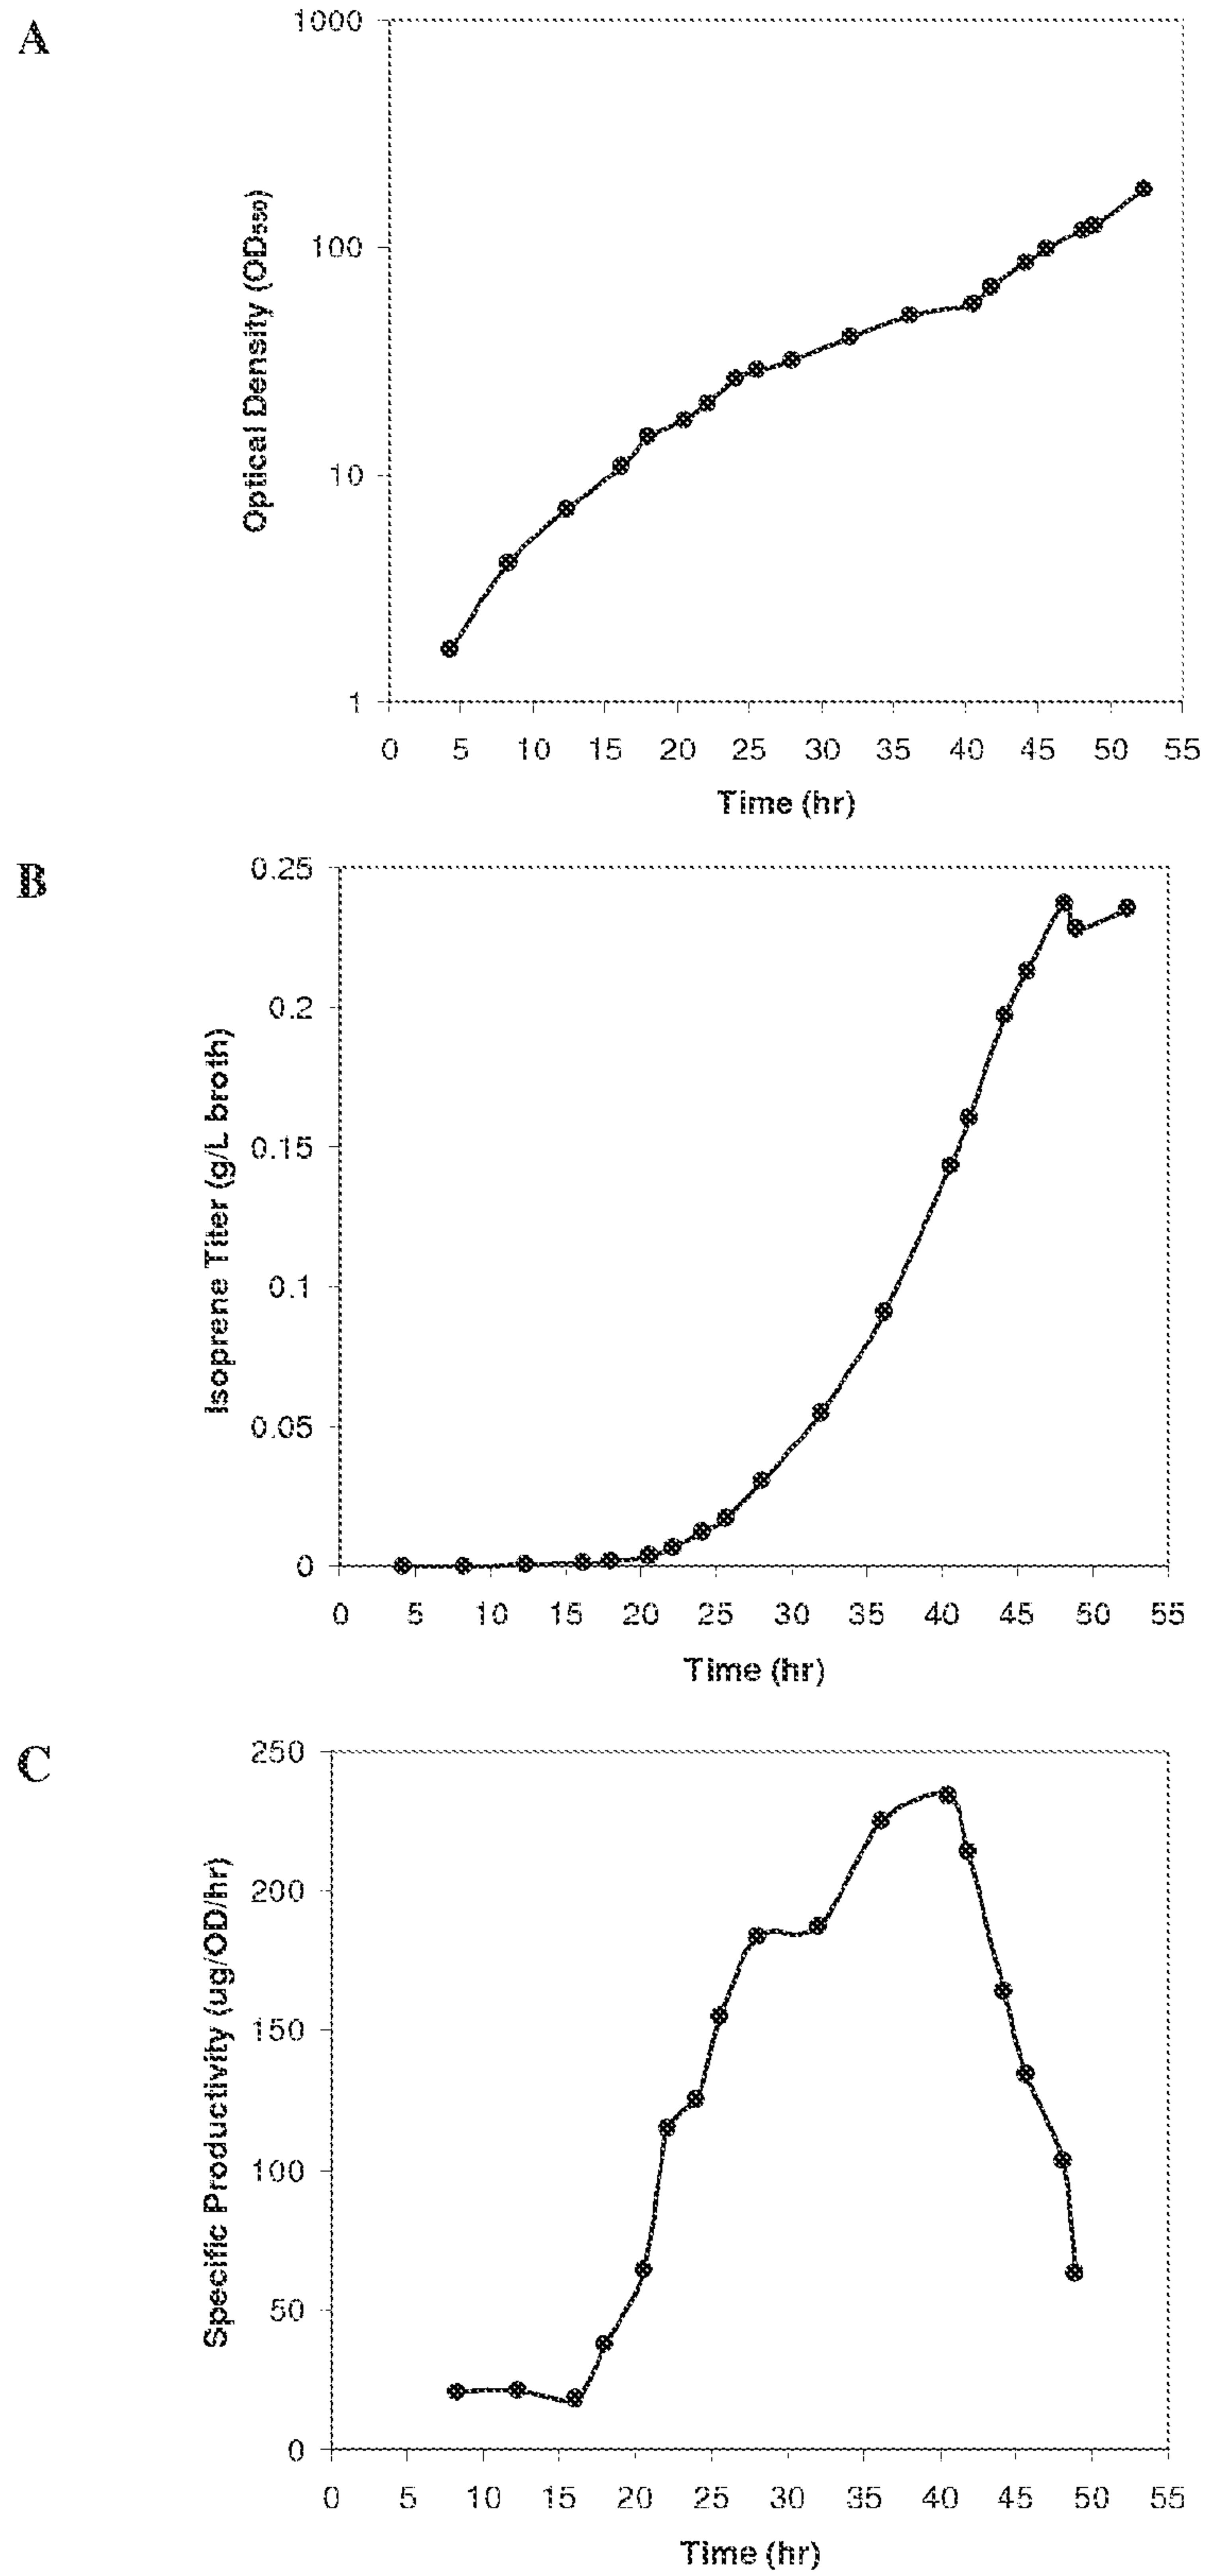 A
1000
100
10
1
Optical Density (OD₅₅₀)
0 5 10 15 20 25 30 35 40 45 50 55
Time (hr)
B
0.25
0.2
0.15
0.1
0.05
0
Isoprene Titer (g/L broth)
0 5 10 15 20 25 30 35 40 45 50 55
Time (hr)
C
250
200
150
100
50
0
Specific Productivity (ug/OD/hr)
0 5 10 15 20 25 30 35 40 45 50 55
Time (hr)